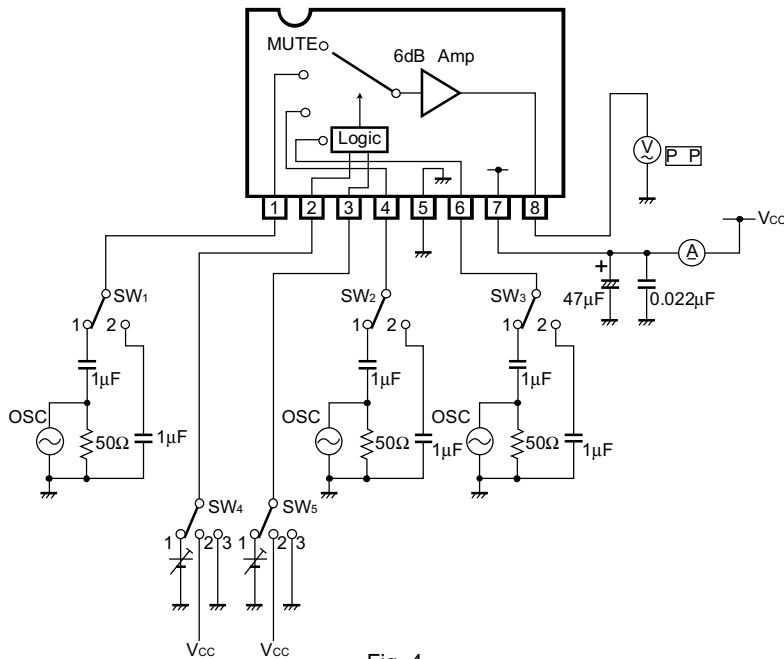 MUTE
6dB Amp
Logic
V
P P
1 2 3 4 5 6 7 8
Vcc
A
+
47μF
0.022μF
SW1
1 2
1μF
OSC
50Ω
1μF
SW2
1 2
1μF
OSC
50Ω
1μF
SW3
1 2
1μF
OSC
50Ω
1μF
SW4
1 2 3
Vcc
SW5
1 2 3
Vcc
Fig. 4